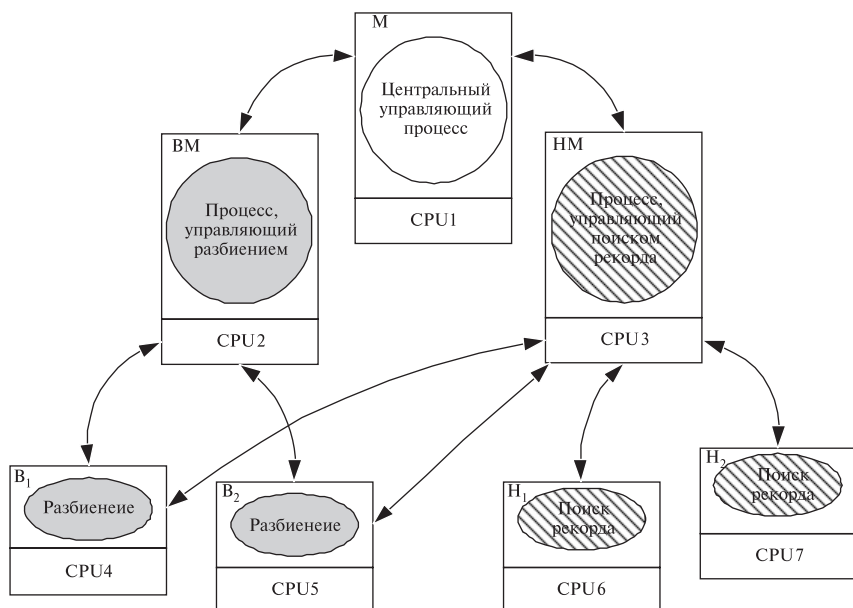 M
Центральный
управляющий
процесс
CPU1
BM
Процесс,
управляющий
разбиением
CPU2
HM
Процесс,
управляющий
поиском
рекорда
CPU3
B1
Разбиенеие
CPU4
B2
Разбиенеие
CPU5
H1
Поиск
рекорда
CPU6
H2
Поиск
рекорда
CPU7